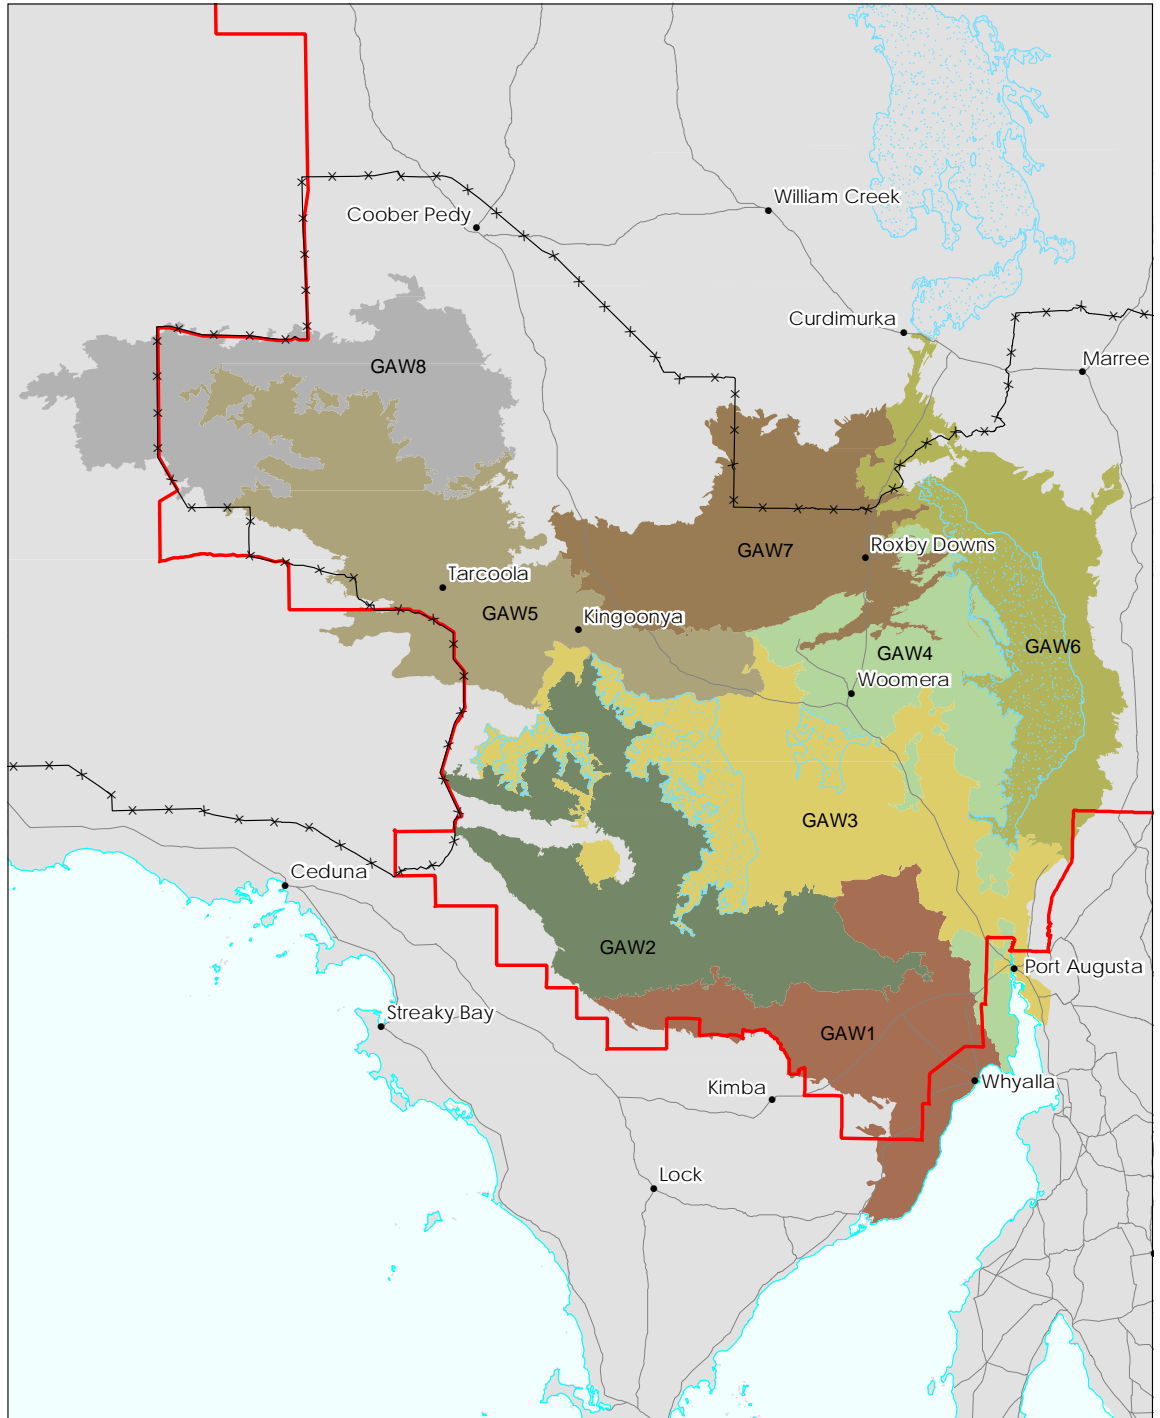 William Creek
Coober Pedy
Curdimurka
Marree
GAW8
GAW7
Roxby Downs
Tarcoola
GAW5
Kingoonya
GAW6
GAW4
Woomera
GAW3
Ceduna
GAW2
Port Augusta
Streaky Bay
GAW1
Whyalla
Kimba
Lock